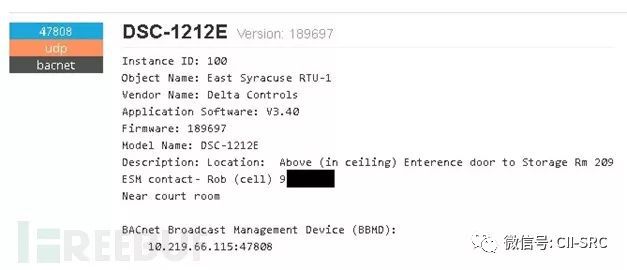 47808
udp
bacnet
DSC-1212E Version: 189697
Instance ID: 100
Object Name: East Syracuse RTU-1
Vendor Name: Delta Controls
Application Software: V3.40
Firmware: 189697
Model Name: DSC-1212E
Description: Location: Above (in ceiling) Enterence door to Storage Rm 209
ESM contact- Rob (cell) 9
Near court room
BACnet Broadcast Management Device (BBMD):
10.219.66.115:47808
REEBUF
微信号: CII-SRC